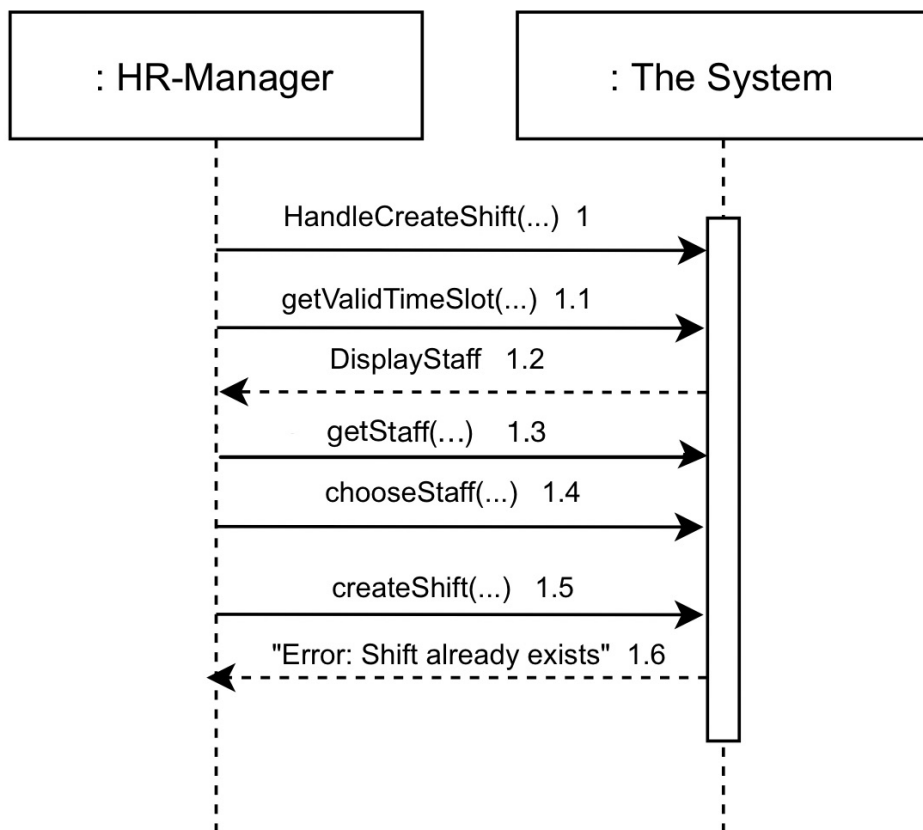 : HR-Manager
: The System
HandleCreateShift(...) 1
getValidTimeSlot(...) 1.1
DisplayStaff 1.2
getStaff(...) 1.3
chooseStaff(...) 1.4
createShift(...) 1.5
"Error: Shift already exists" 1.6